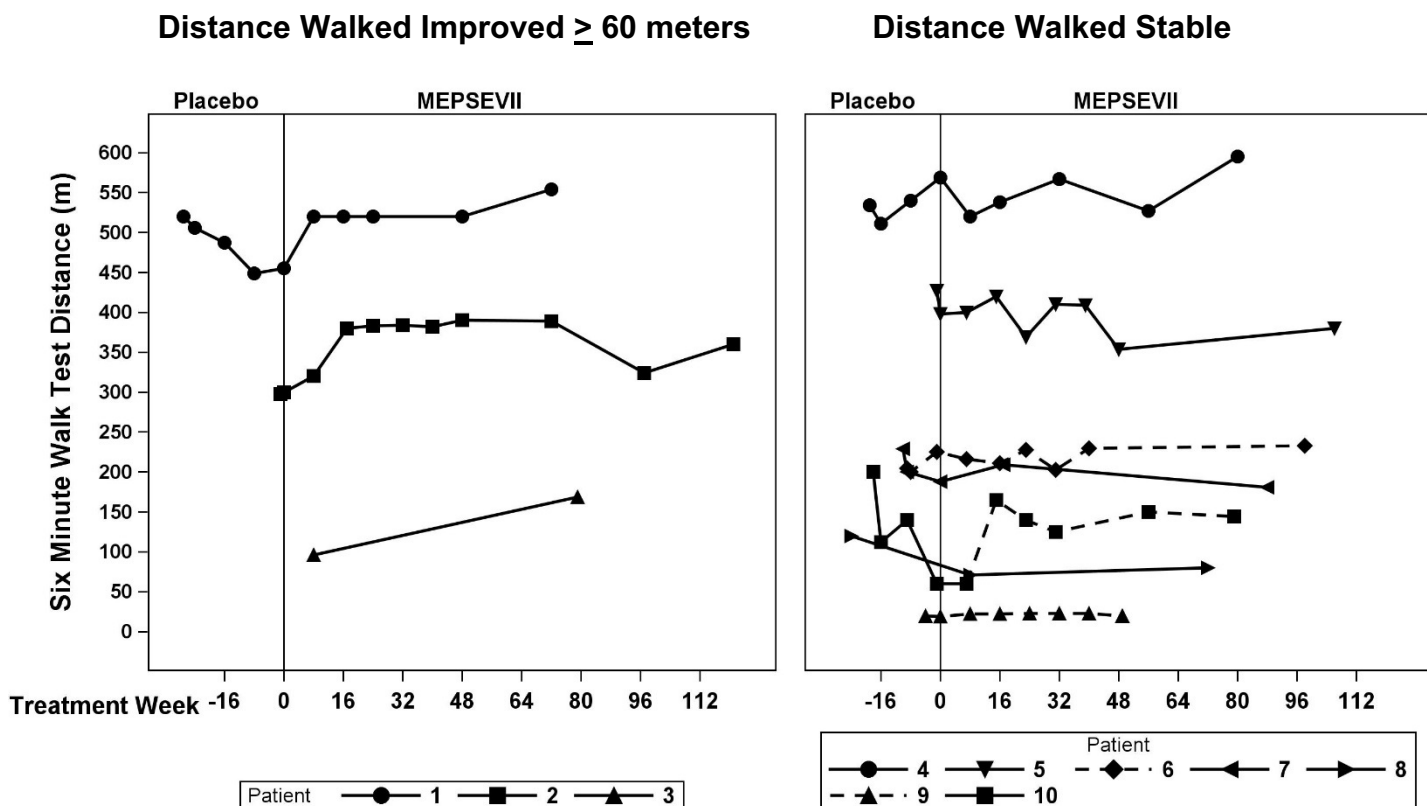 Distance Walked Improved ≥ 60 meters
Distance Walked Stable
Placebo MEPSEVII
Placebo MEPSEVII
Six Minute Walk Test Distance (m)
600
550
500
450
400
350
300
250
200
150
100
50
0
Treatment Week -16 0 16 32 48 64 80 96 112
-16 0 16 32 48 64 80 96 112
Patient 1 2 3
Patient
4 5 6 7 8
9 10